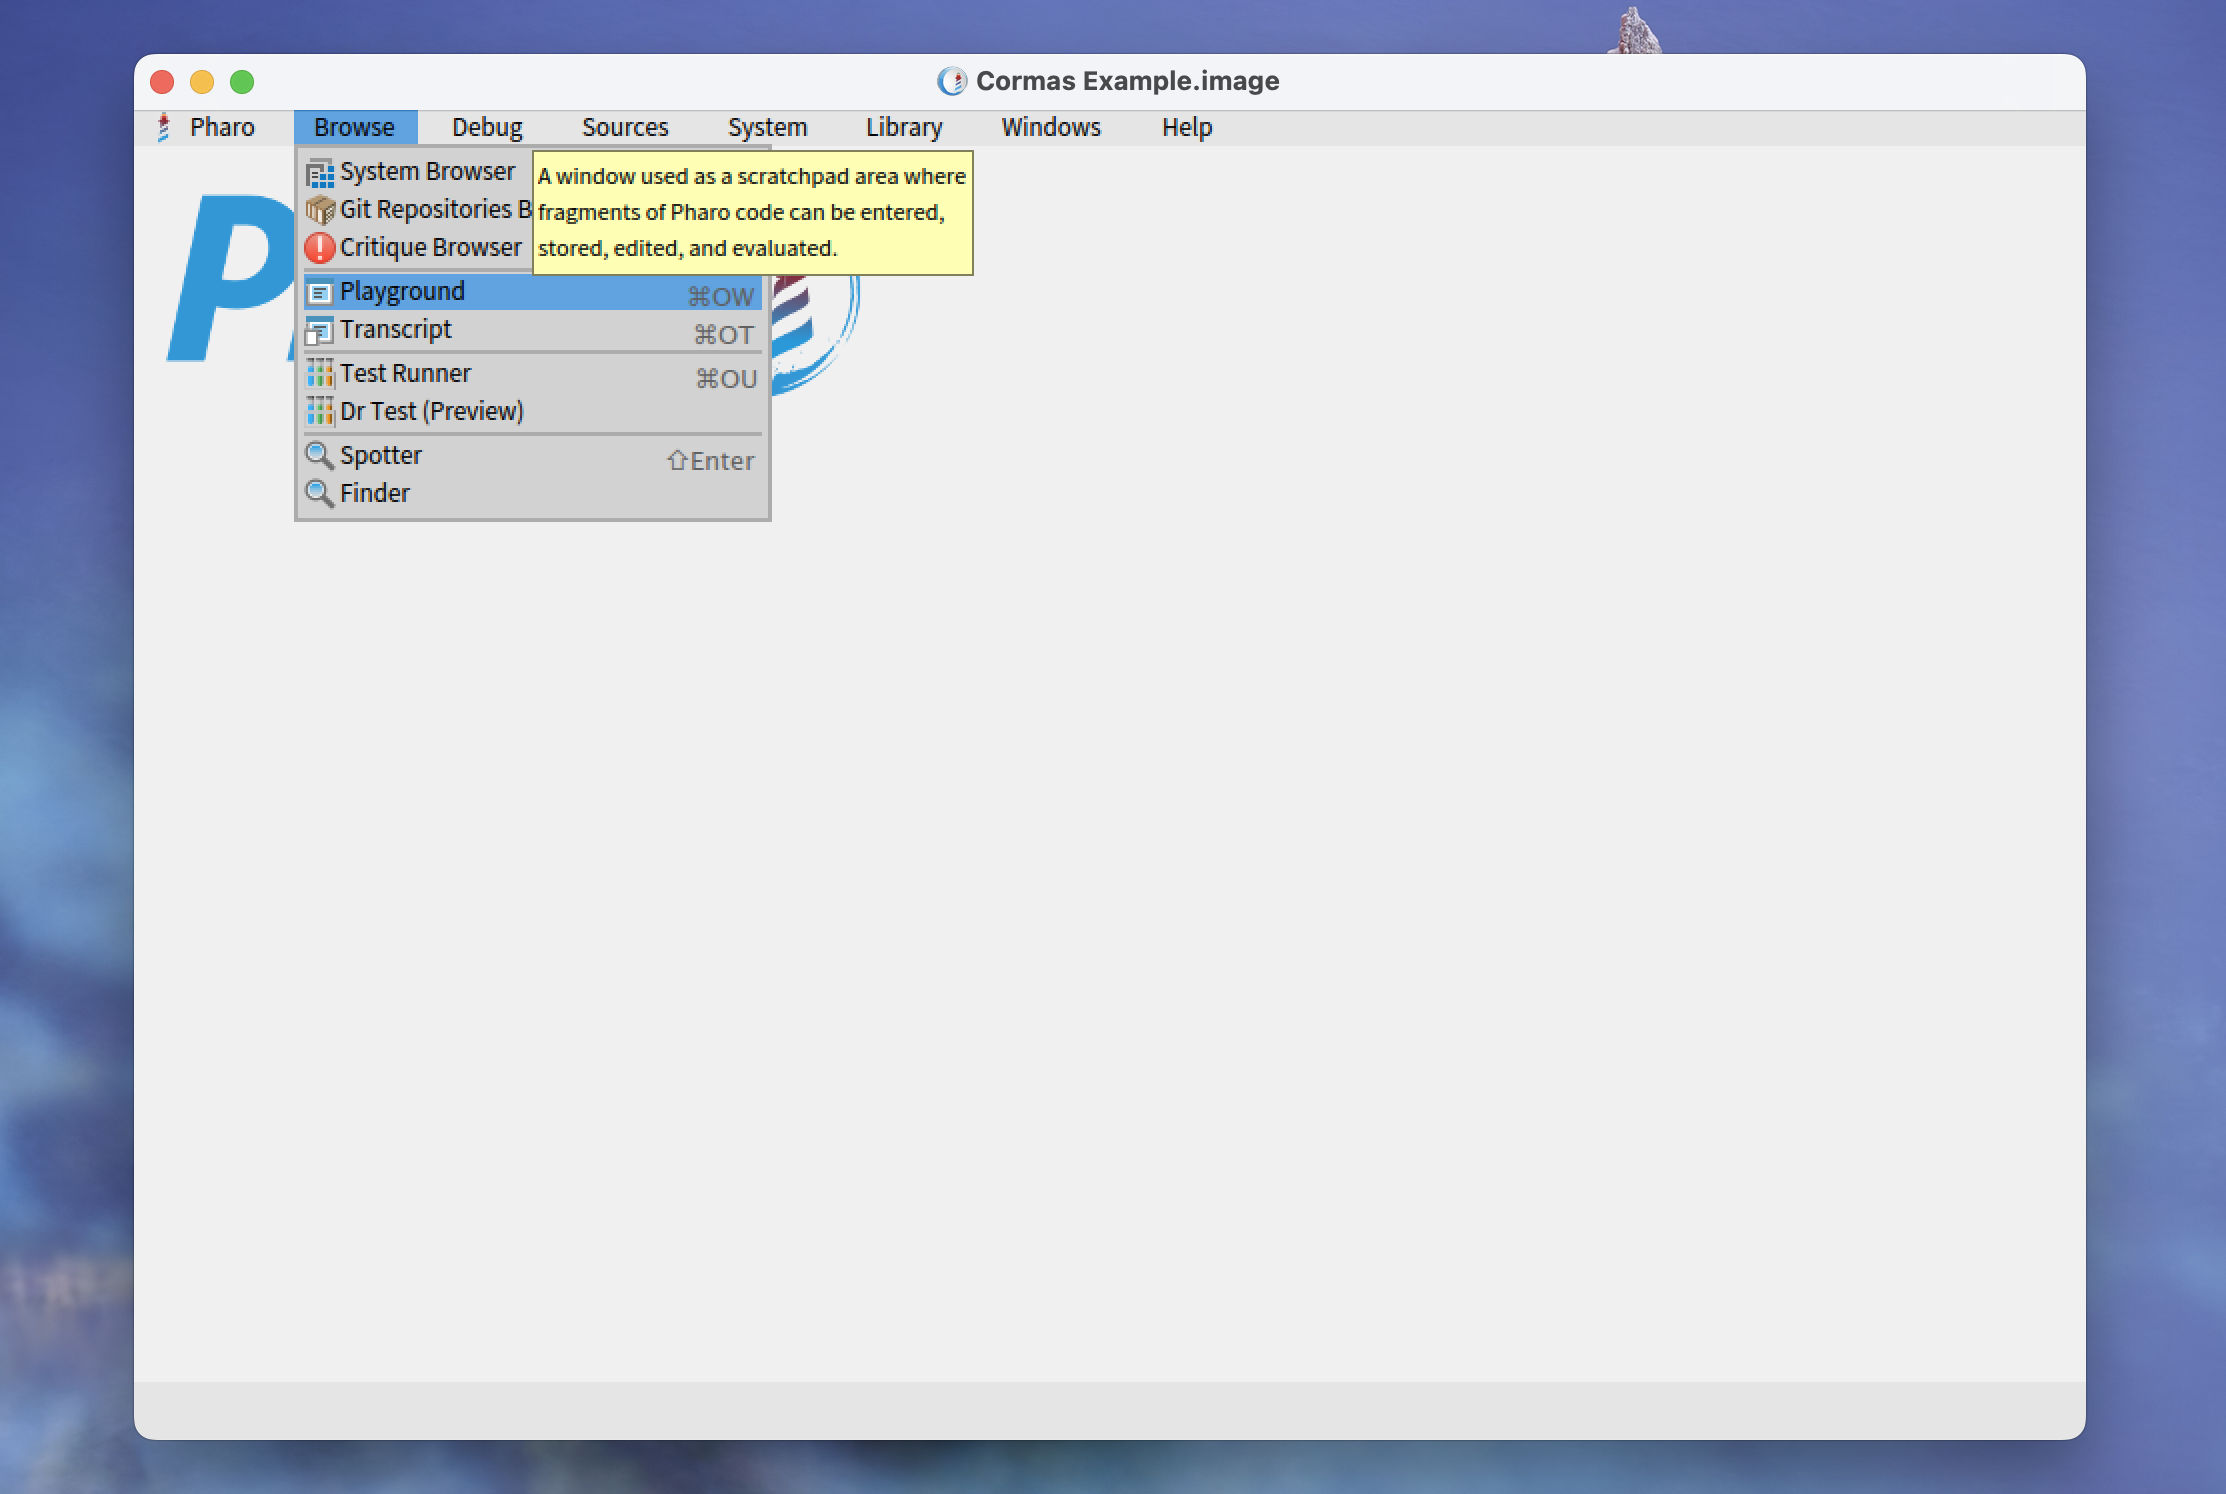 Cormas Example.image
Pharo Browse Debug Sources System Library Windows Help
System Browser
Git Repositories B
Critique Browser
A window used as a scratchpad area where
fragments of Pharo code can be entered,
stored, edited, and evaluated.
Playground ⌘OW
Transcript ⌘OT
Test Runner ⌘OU
Dr Test (Preview)
Spotter ⇧Enter
Finder
P